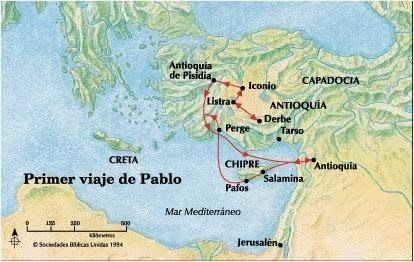 Antioquía
de Pisidia
Iconio
CAPADOCIA
Listra
ANTIOQUÍA
Derbe
Perge
Tarso
CRETA
CHIPRE
Antioquía
Primer viaje de Pablo
Salamina
Pafos
Mar Mediterráneo
0 125 250 500
Kilómetros
Jerusalén
© Sociedades Bíblicas Unidas 1994